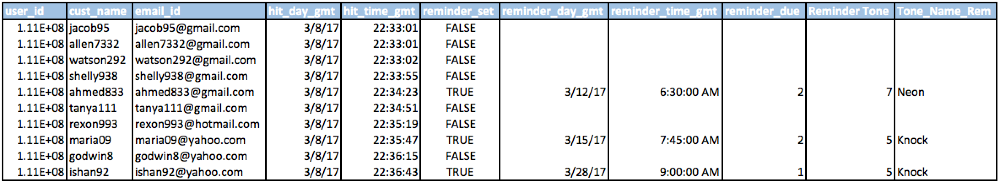 user_id cust_name email_id hit_day_gmt hit_time_gmt reminder_set reminder_day_gmt reminder_time_gmt reminder_due Reminder Tone Tone_Name_Rem
1.11E+08 jacob95 jacob95@gmail.com 3/8/17 22:33:01 FALSE
1.11E+08 allen7332 allen7332@gmail.com 3/8/17 22:33:01 FALSE
1.11E+08 watson292 watson292@gmail.com 3/8/17 22:33:02 FALSE
1.11E+08 shelly938 shelly938@gmail.com 3/8/17 22:33:55 FALSE
1.11E+08 ahmed833 ahmed833@gmail.com 3/8/17 22:34:23 TRUE 3/12/17 6:30:00 AM 2 7 Neon
1.11E+08 tanya111 tanya111@gmail.com 3/8/17 22:34:51 FALSE
1.11E+08 rexon993 rexon993@hotmail.com 3/8/17 22:35:19 FALSE
1.11E+08 maria09 maria09@yahoo.com 3/8/17 22:35:47 TRUE 3/15/17 7:45:00 AM 2 5 Knock
1.11E+08 godwin8 godwin8@yahoo.com 3/8/17 22:36:15 FALSE
1.11E+08 ishan92 ishan92@yahoo.com 3/8/17 22:36:43 TRUE 3/28/17 9:00:00 AM 1 5 Knock